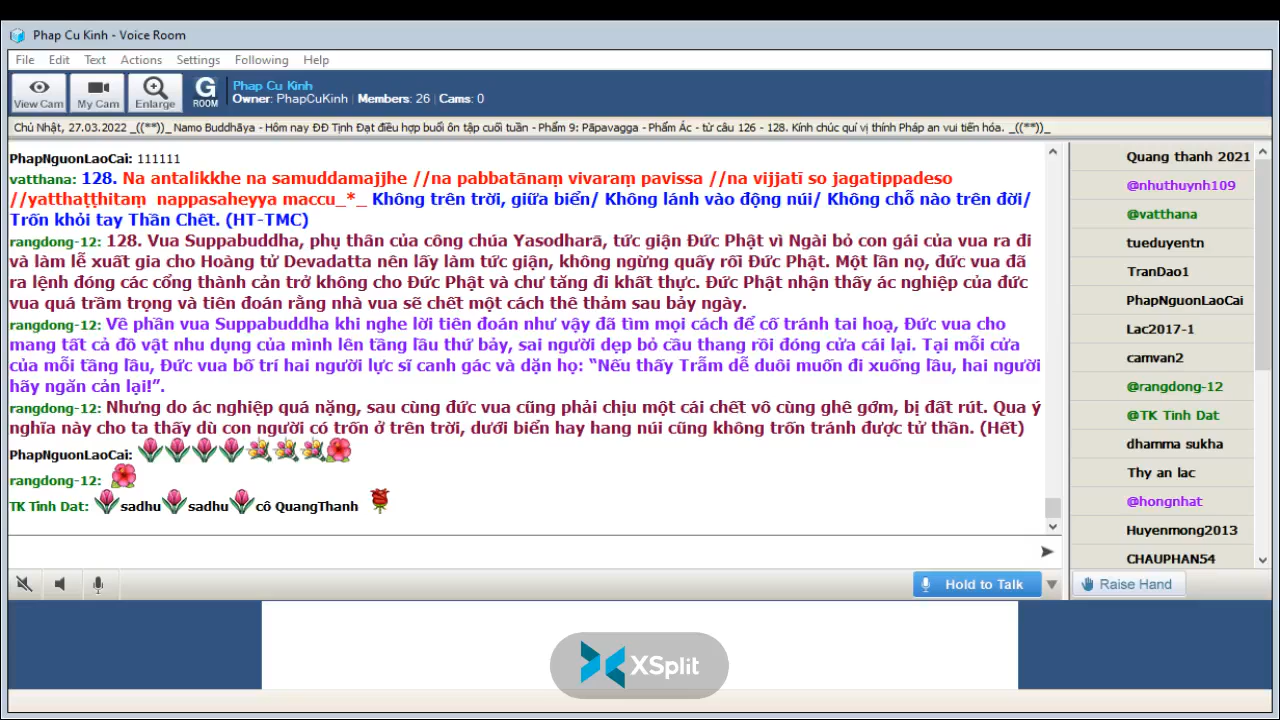 Phap Cu Kinh - Voice Room
File Edit Text Actions Settings Following Help
View Cam My Cam Enlarge G ROOM
Phap Cu Kinh
Owner: PhapCuKinh | Members: 26 | Cams: 0
Chủ Nhật, 27.03.2022 _((**))_ Namo Buddhāya - Hôm nay ĐĐ Tịnh Đạt điều hợp buổi ôn tập cuối tuần - Phẩm 9: Pāpavagga - Phẩm Ác - từ câu 126 - 128. Kính chúc quí vị thính Pháp an vui tiến hóa. _((**))_
PhapNguonLaoCai: 111111
vatthana: 128. Na antalikkhe na samuddamajjhe //na pabbatānaṃ vivaraṃ pavissa //na vijjatī so jagatippadeso
//yatthaṭṭhitaṃ nappasaheyya maccu_*_ Không trên trời, giữa biển/ Không lánh vào động núi/ Không chỗ nào trên đời/
Trốn khỏi tay Thần Chết. (HT-TMC)
rangdong-12: 128. Vua Suppabuddha, phụ thân của công chúa Yasodharā, tức giận Đức Phật vì Ngài bỏ con gái của vua ra đi
và làm lễ xuất gia cho Hoàng tử Devadatta nên lấy làm tức giận, không ngừng quấy rối Đức Phật. Một lần nọ, đức vua đã
ra lệnh đóng các cổng thành cản trở không cho Đức Phật và chư tăng đi khất thực. Đức Phật nhận thấy ác nghiệp của đức
vua quá trầm trọng và tiên đoán rằng nhà vua sẽ chết một cách thê thảm sau bảy ngày.
rangdong-12: Về phần vua Suppabuddha khi nghe lời tiên đoán như vậy đã tìm mọi cách để cố tránh tai hoạ, Đức vua cho
mang tất cả đồ vật nhu dụng của mình lên tầng lầu thứ bảy, sai người dẹp bỏ cầu thang rồi đóng cửa cái lại. Tại mỗi cửa
của mỗi tầng lầu, Đức vua bố trí hai người lực sĩ canh gác và dặn họ: “Nếu thấy Trẫm dễ duôi muốn đi xuống lầu, hai người
hãy ngăn cản lại!”.
rangdong-12: Nhưng do ác nghiệp quá nặng, sau cùng đức vua cũng phải chịu một cái chết vô cùng ghê gớm, bị đất rút. Qua ý
nghĩa này cho ta thấy dù con người có trốn ở trên trời, dưới biển hay hang núi cũng không trốn tránh được tử thần. (Hết)
PhapNguonLaoCai:
rangdong-12:
TK Tinh Dat: sadhu sadhu cô QuangThanh
Hold to Talk
Quang thanh 2021
@nhuthuynh109
@vatthana
tueduyentn
TranDao1
PhapNguonLaoCai
Lac2017-1
camvan2
@rangdong-12
@TK Tinh Dat
dhamma sukha
Thy an lac
@hongnhat
Huyenmong2013
CHAUPHAN54
Raise Hand
XSplit